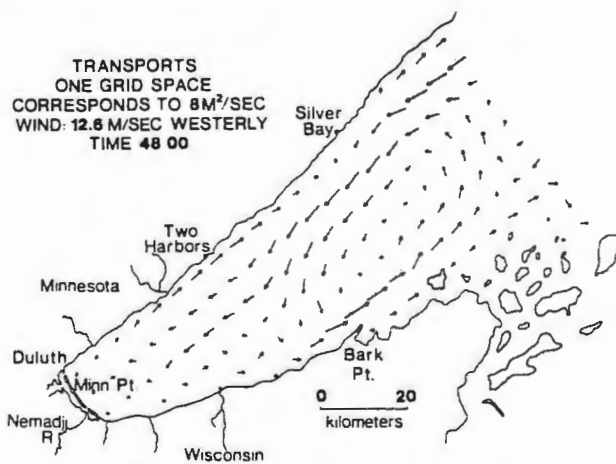 TRANSPORTS
ONE GRID SPACE
CORRESPONDS TO 8M²/SEC
WIND: 12.6 M/SEC WESTERLY
TIME 48 00
Silver
Bay
Two
Harbors
Minnesota
Duluth
Minn Pt.
Nemadji
R
Wisconsin
Bark
Pt.
0 20
kilometers